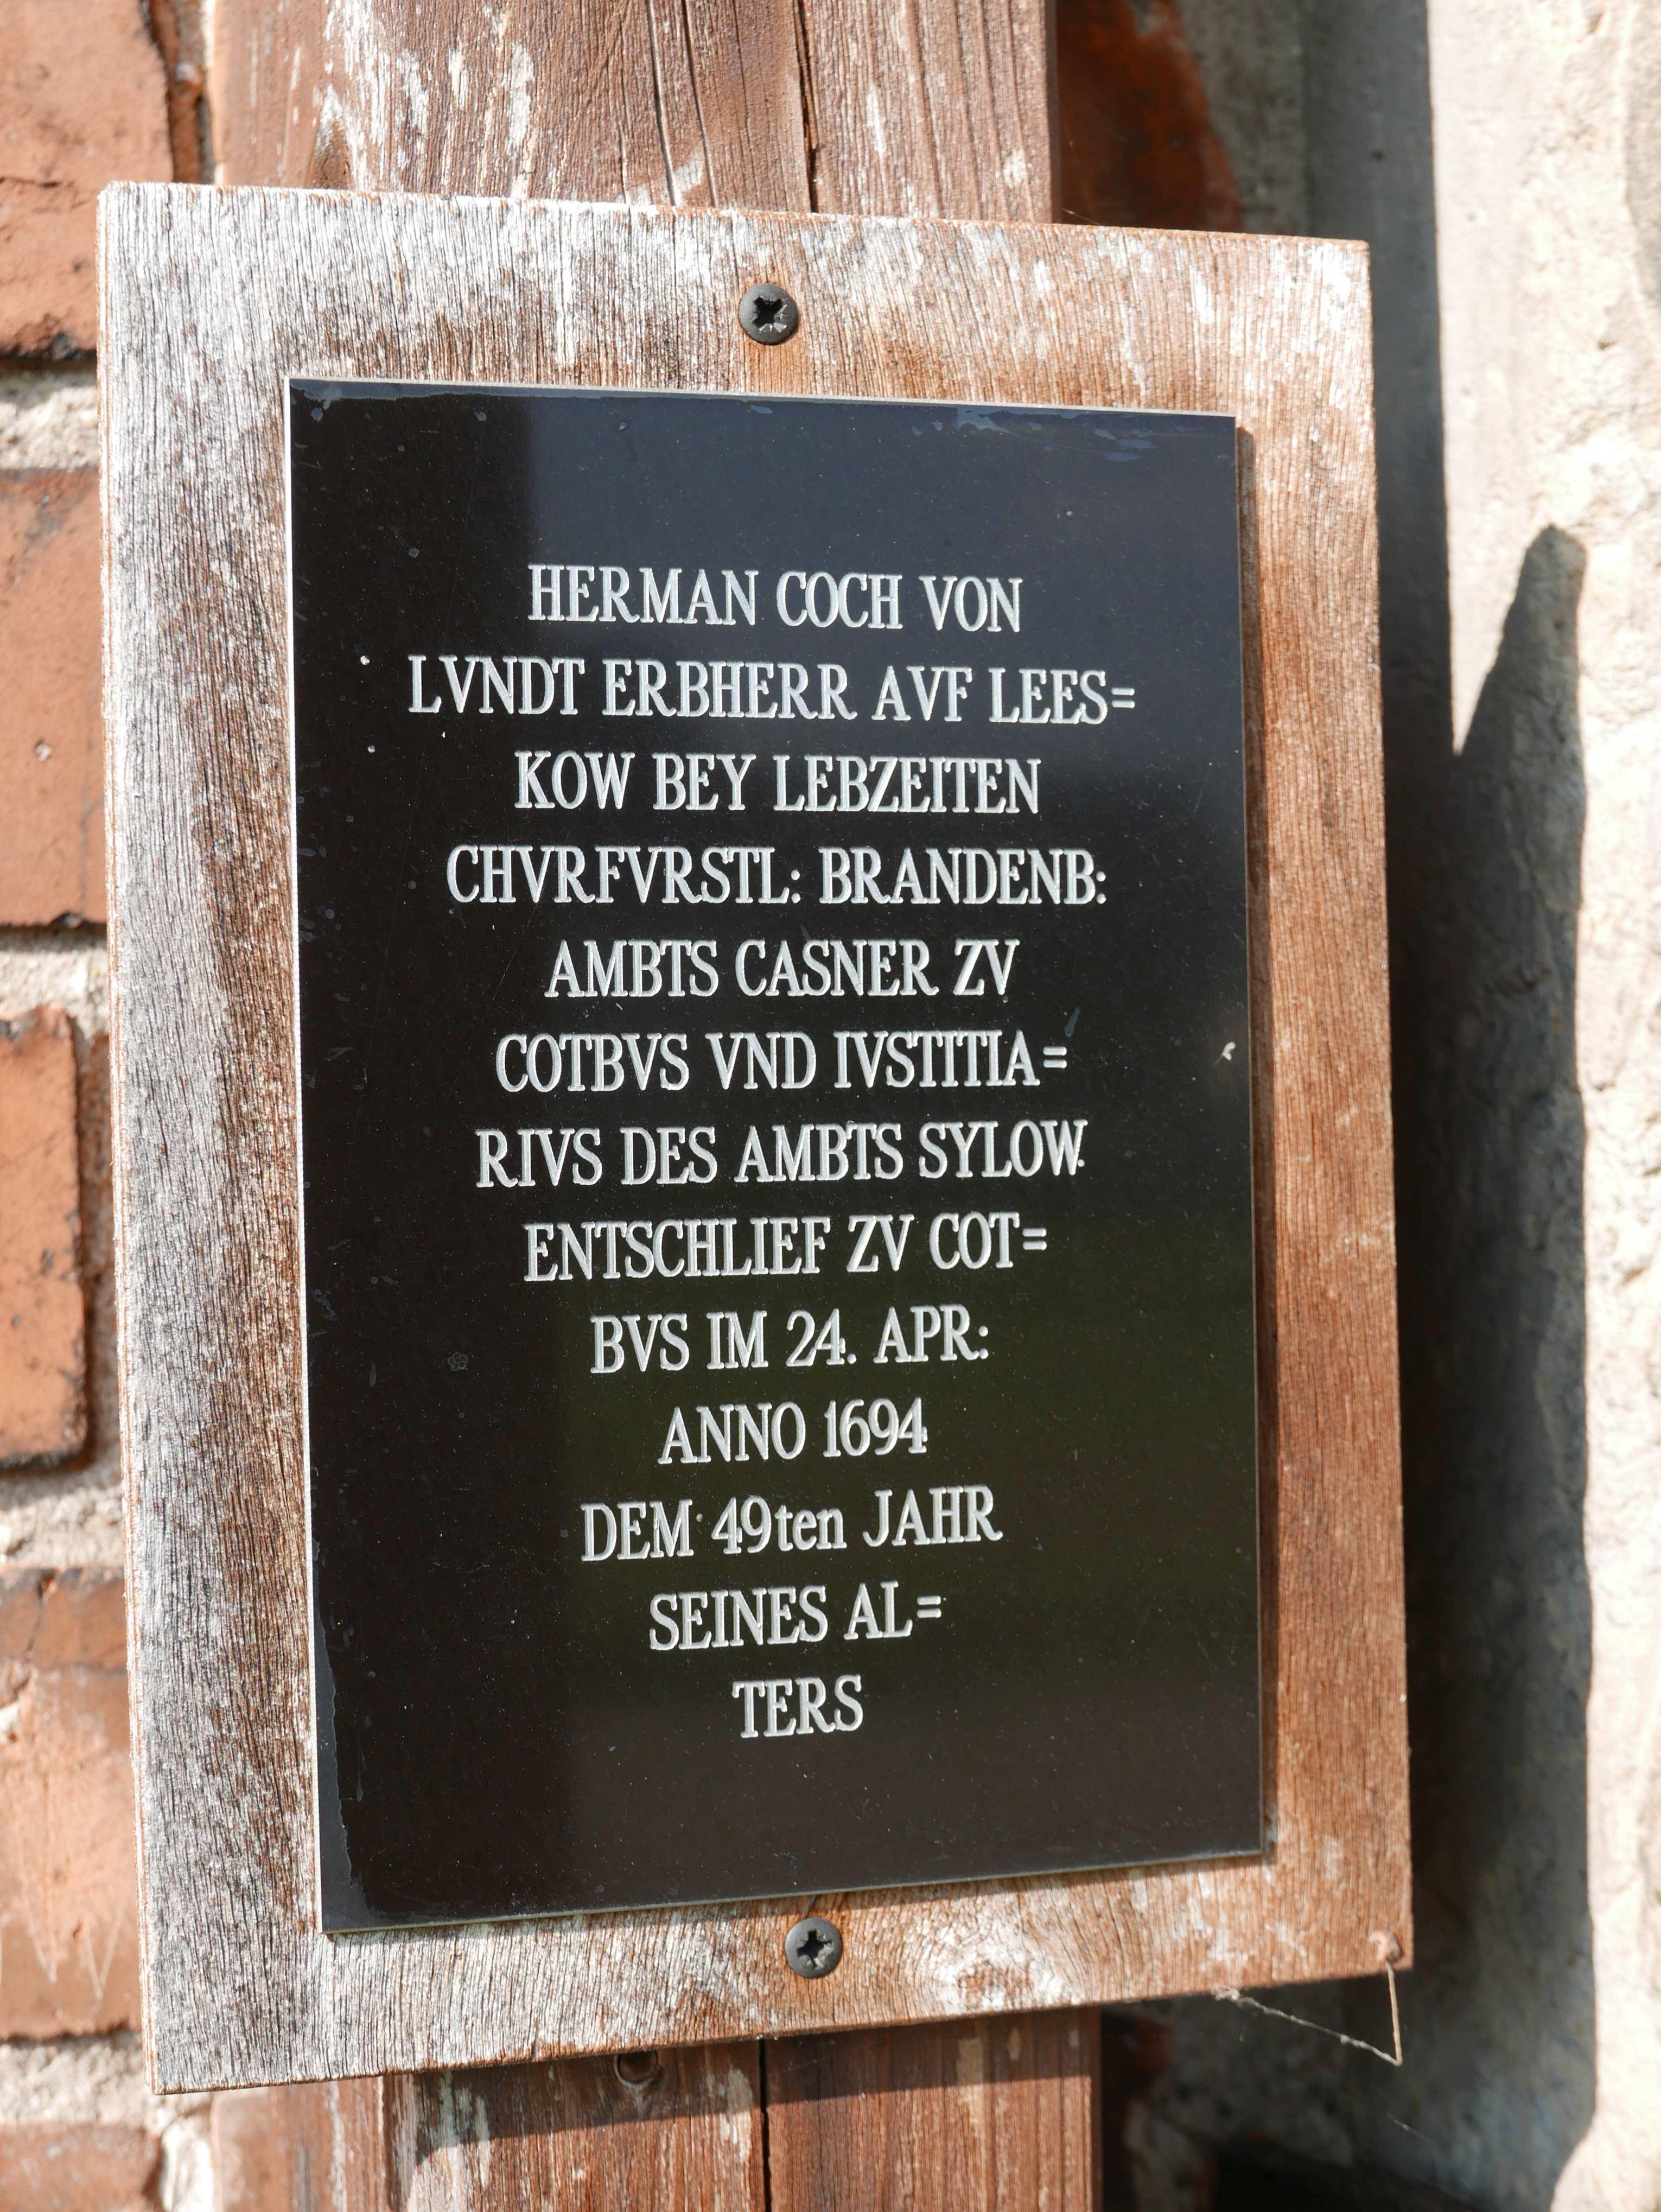 HERMAN COCH VON
LVNDT ERBHERR AVF LEES=
KOW BEY LEBZEITEN
CHVRFVRSTL: BRANDENB:
AMBTS CASNER ZV
COTBVS VND IVSTITIA=
RIVS DES AMBTS SYLOW.
ENTSCHLIEF ZV COT=
BVS IM 24. APR:
ANNO 1694
DEM 49ten JAHR
SEINES AL=
TERS